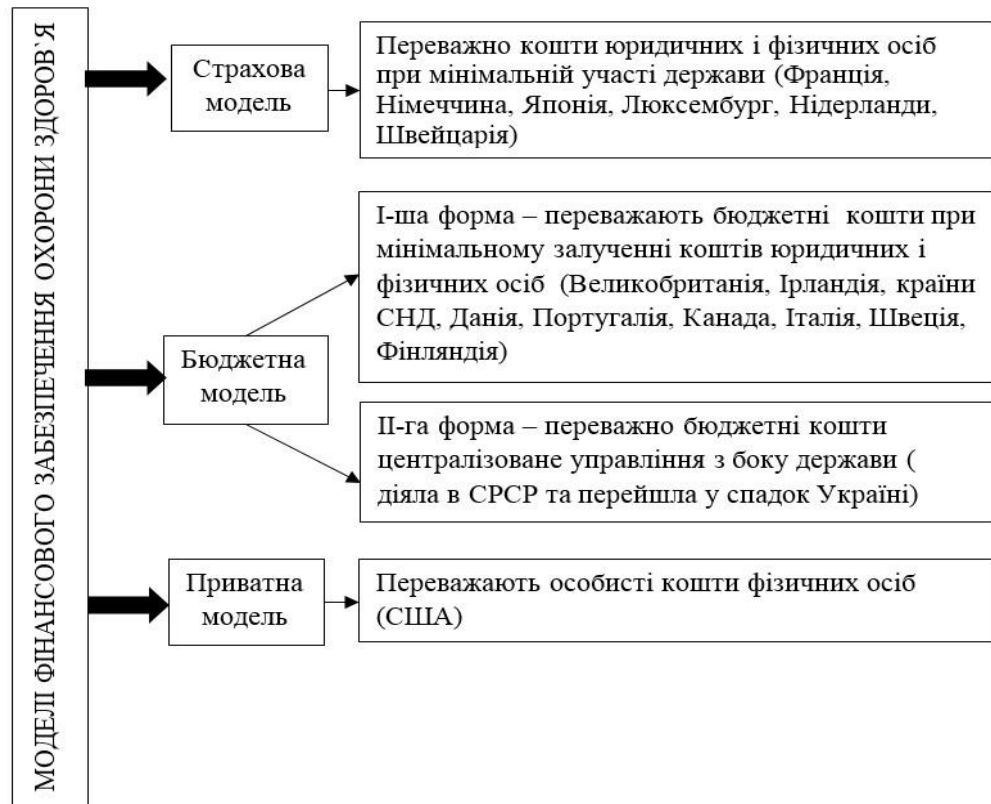 МОДЕЛІ ФІНАНСОВОГО ЗАБЕЗПЕЧЕННЯ ОХОРОНИ ЗДОРОВ`Я
Страхова
модель
Переважно кошти юридичних і фізичних осіб
при мінімальній участі держави (Франція,
Німеччина, Японія, Люксембург, Нідерланди,
Швейцарія)
Бюджетна
модель
І-ша форма – переважають бюджетні кошти при
мінімальному залученні коштів юридичних і
фізичних осіб (Великобританія, Ірландія, країни
СНД, Данія, Португалія, Канада, Італія, Швеція,
Фінляндія)
ІІ-га форма – переважно бюджетні кошти
централізоване управління з боку держави (
діяла в СРСР та перейшла у спадок Україні)
Приватна
модель
Переважають особисті кошти фізичних осіб
(США)